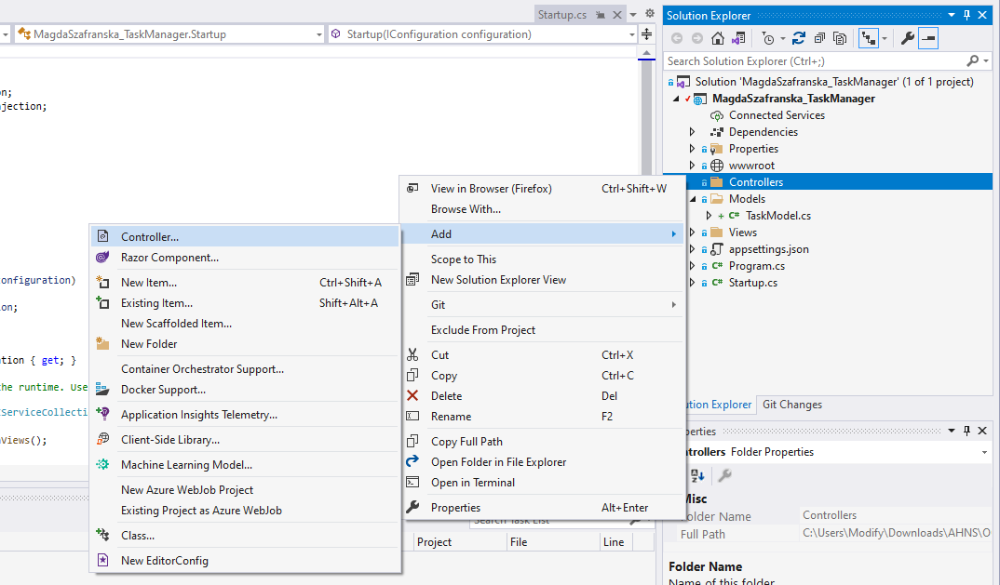 Startup.cs
MagdaSzafranska_TaskManager.Startup
Startup(IConfiguration configuration)
n;
jection;
onfiguration)
on;
tion { get; }
the runtime. Use
IServiceCollecti
Views();
Controller...
Razor Component...
New Item... Ctrl+Shift+A
Existing Item... Shift+Alt+A
New Scaffolded Item...
New Folder
Container Orchestrator Support...
Docker Support...
Application Insights Telemetry...
Client-Side Library...
Machine Learning Model...
New Azure WebJob Project
Existing Project as Azure WebJob
Class...
New EditorConfig
View in Browser (Firefox) Ctrl+Shift+W
Browse With...
Add
Scope to This
New Solution Explorer View
Git
Exclude From Project
Cut Ctrl+X
Copy Ctrl+C
Delete Del
Rename F2
Copy Full Path
Open Folder in File Explorer
Open in Terminal
Properties Alt+Enter
Search Task List
Project File Line
Solution Explorer
Search Solution Explorer (Ctrl+;)
Solution 'MagdaSzafranska_TaskManager' (1 of 1 project)
MagdaSzafranska_TaskManager
Connected Services
Dependencies
Properties
wwwroot
Controllers
Models
C# TaskModel.cs
Views
appsettings.json
C# Program.cs
C# Startup.cs
ution Explorer Git Changes
perties
ntrollers Folder Properties
Misc
older Name Controllers
Full Path C:\Users\Modify\Downloads\AHNS\O
Folder Name
Name of this folder